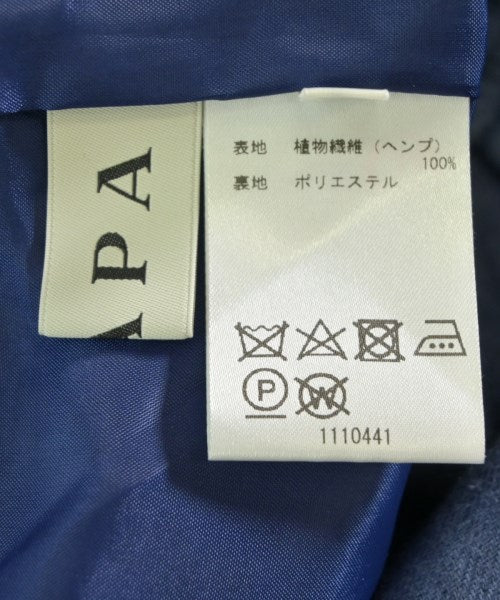 APA
表地 植物繊維（ヘンプ）
100%
裏地 ポリエステル
P W
1110441